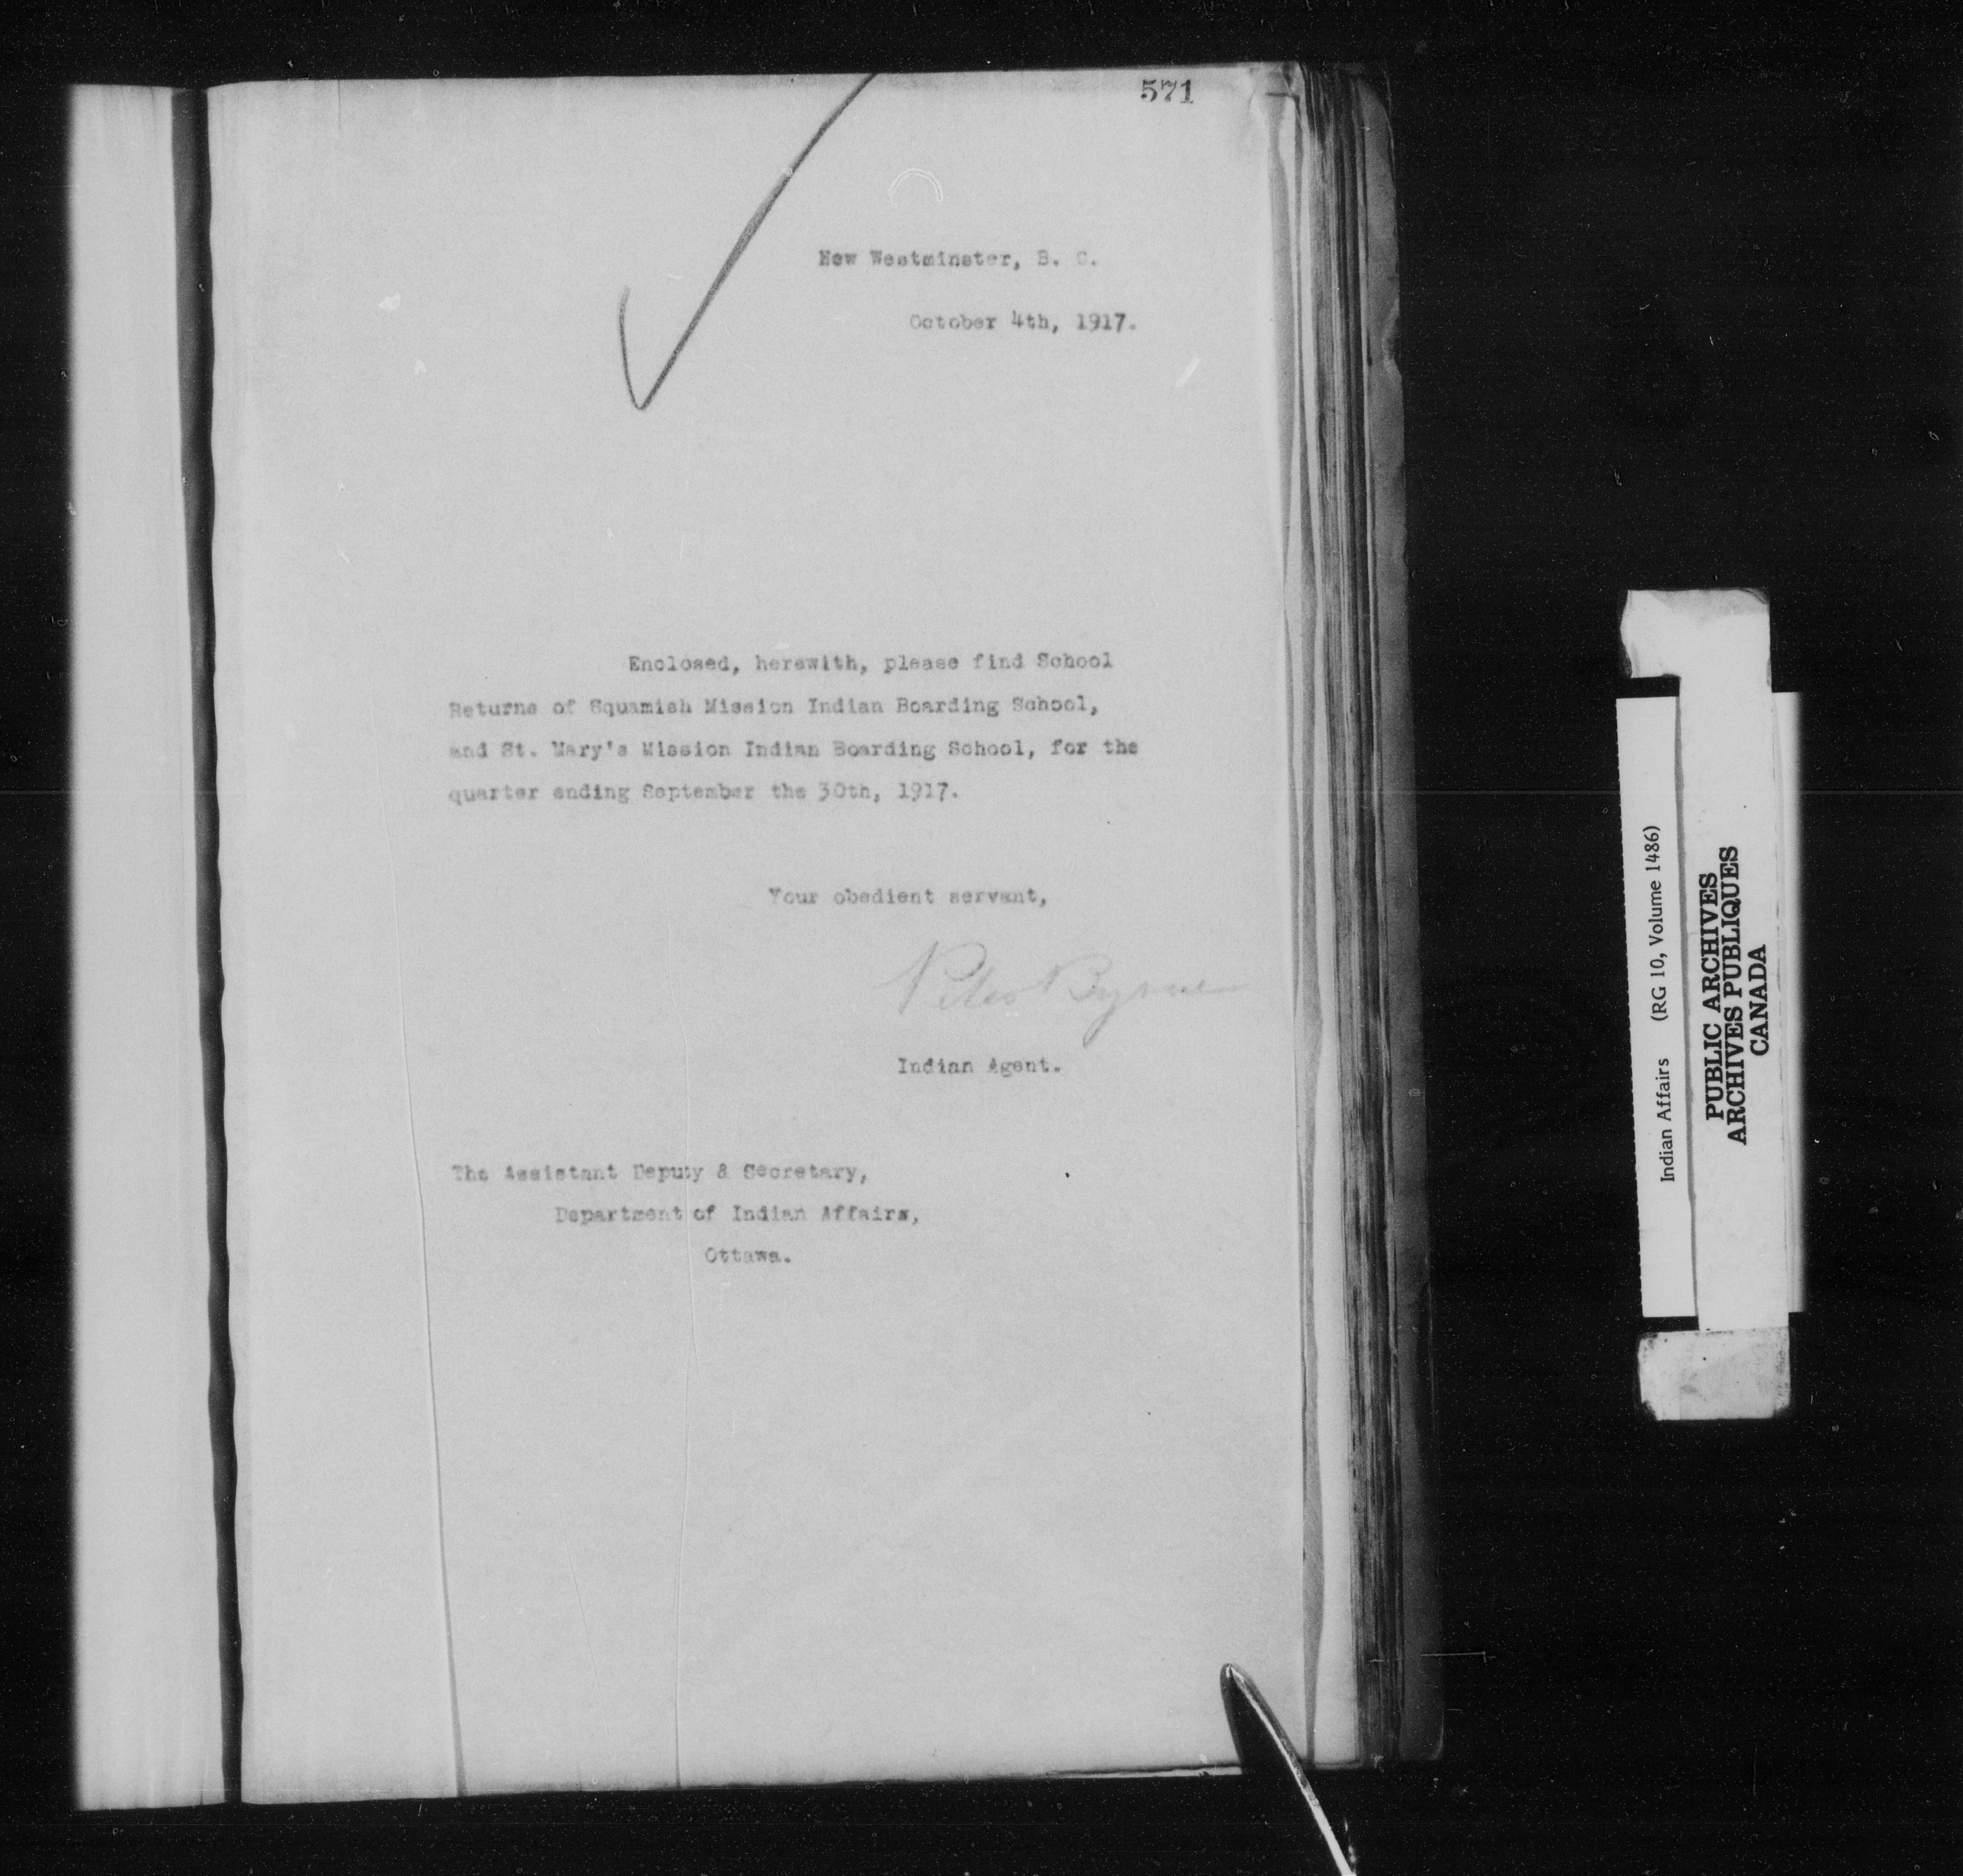 571
New Westminster, B. C.
October 4th, 1917.
Enclosed, herewith, please find School
Returns of Squamish Mission Indian Boarding School,
and St. Mary's Mission Indian Boarding School, for the
quarter ending September the 30th, 1917.
Your obedient servant,
Peter Byrne
Indian Agent.
The Assistant Deputy & Secretary,
Department of Indian Affairs,
Ottawa.
Indian Affairs (RG 10, Volume 1486)
PUBLIC ARCHIVES
ARCHIVES PUBLIQUES
CANADA